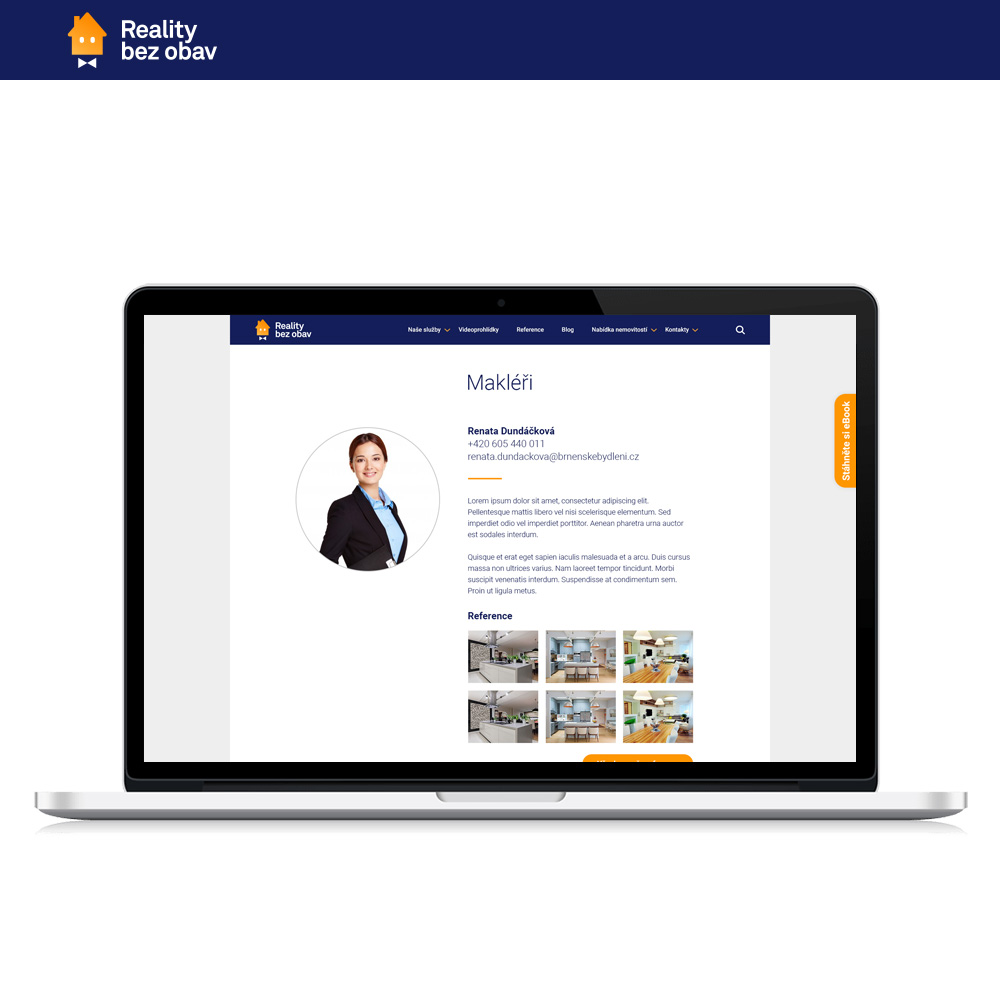 Reality
bez obav
Reality
bez obav
Naše služby
Videoprohlídky
Reference
Blog
Nabídka nemovitostí
Kontakty
Makléři
Renata Dundáčková
+420 605 440 011
renata.dundackova@brnenskebydleni.cz
Stáhněte si eBook
Lorem ipsum dolor sit amet, consectetur adipiscing elit.
Pellentesque mattis libero vel nisi scelerisque elementum. Sed
imperdiet odio vel imperdiet porttitor. Aenean pharetra urna auctor
est sodales interdum.
Quisque et erat eget sapien iaculis malesuada et a arcu. Duis cursus
massa non ultrices varius. Nam laoreet tempor tincidunt. Morbi
suscipit venenatis interdum. Suspendisse at condimentum sem.
Proin ut ligula metus.
Reference